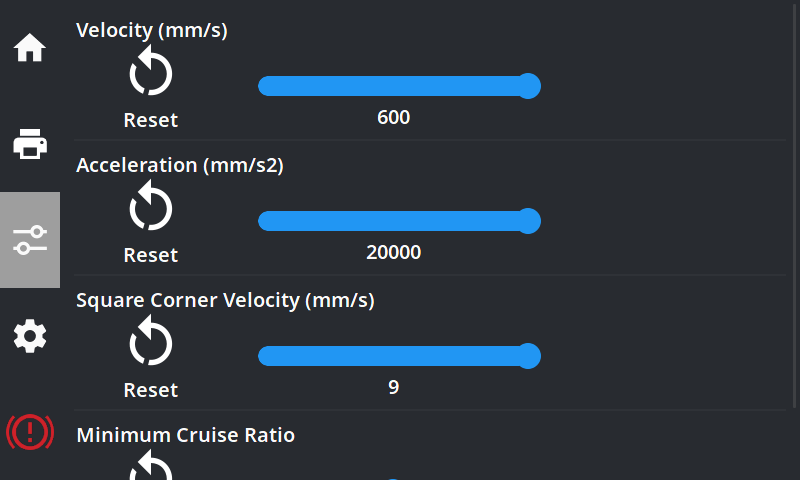 Velocity (mm/s)
Reset
600
Acceleration (mm/s2)
Reset
20000
Square Corner Velocity (mm/s)
Reset
9
Minimum Cruise Ratio